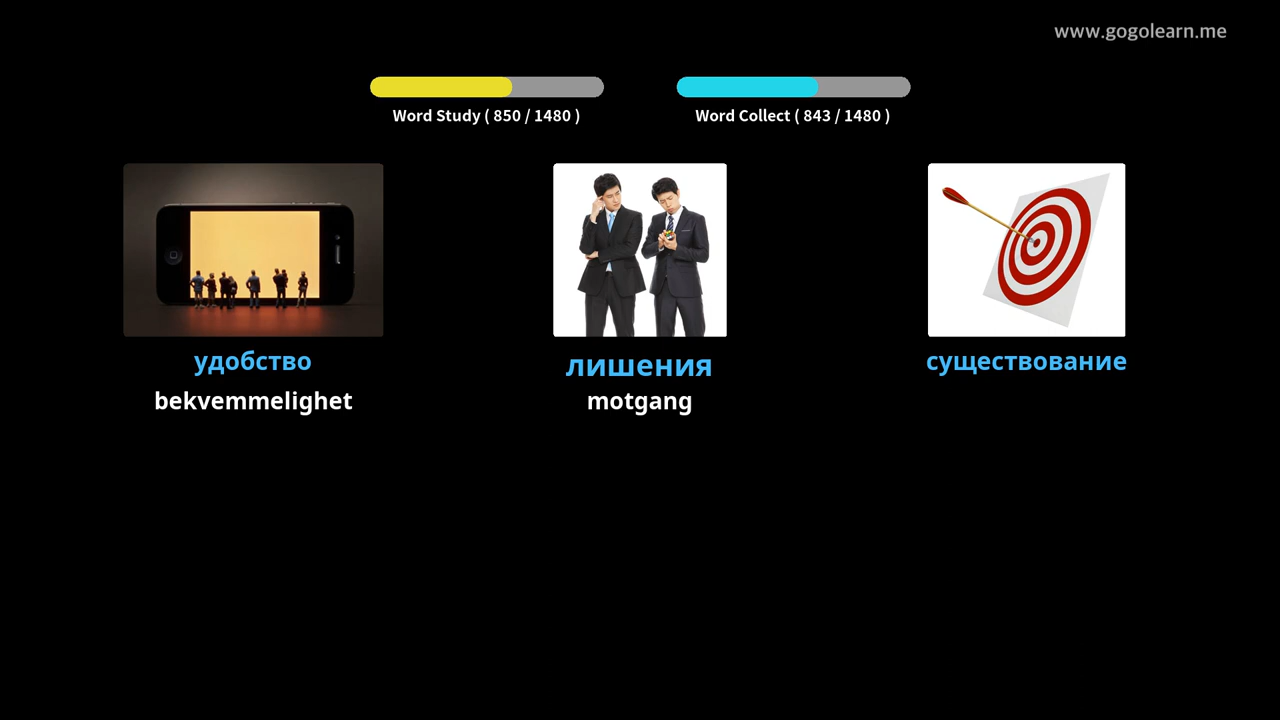 www.gogolearn.me
Word Study ( 850 / 1480 )
Word Collect ( 843 / 1480 )
удобство
bekvemmelighet
лишения
motgang
существование